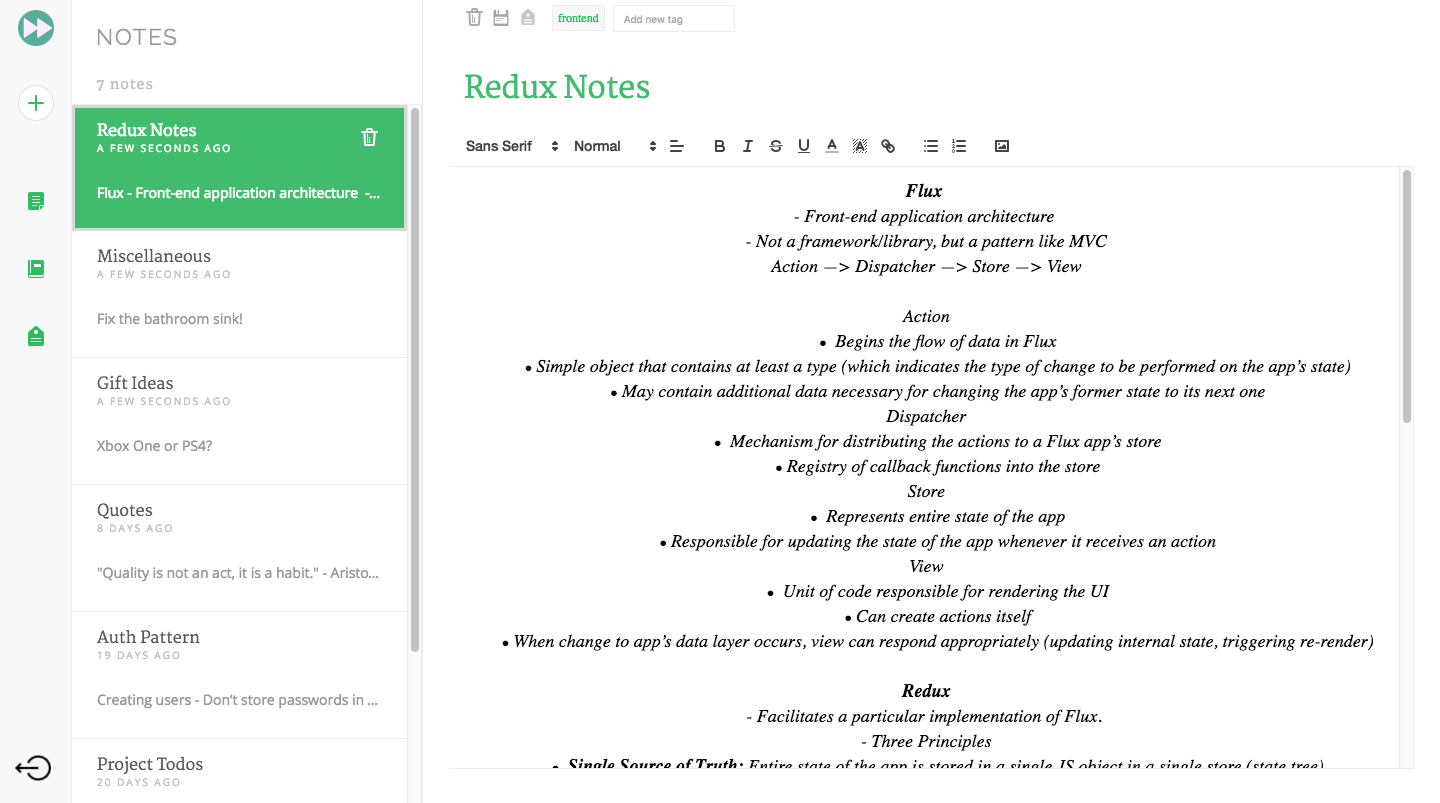 NOTES
7 notes
Redux Notes
A FEW SECONDS AGO
Flux - Front-end application architecture -...
Miscellaneous
A FEW SECONDS AGO
Fix the bathroom sink!
Gift Ideas
A FEW SECONDS AGO
Xbox One or PS4?
Quotes
8 DAYS AGO
"Quality is not an act, it is a habit." - Aristo...
Auth Pattern
19 DAYS AGO
Creating users - Don’t store passwords in ...
Project Todos
20 DAYS AGO
frontend
Add new tag
Redux Notes
Sans Serif Normal
Flux
- Front-end application architecture
- Not a framework/library, but a pattern like MVC
Action —> Dispatcher —> Store —> View
Action
• Begins the flow of data in Flux
• Simple object that contains at least a type (which indicates the type of change to be performed on the app’s state)
• May contain additional data necessary for changing the app’s former state to its next one
Dispatcher
• Mechanism for distributing the actions to a Flux app’s store
• Registry of callback functions into the store
Store
• Represents entire state of the app
• Responsible for updating the state of the app whenever it receives an action
View
• Unit of code responsible for rendering the UI
• Can create actions itself
• When change to app’s data layer occurs, view can respond appropriately (updating internal state, triggering re-render)
Redux
- Facilitates a particular implementation of Flux.
- Three Principles
• Single Source of Truth: Entire state of the app is stored in a single JS object in a single store (state tree)